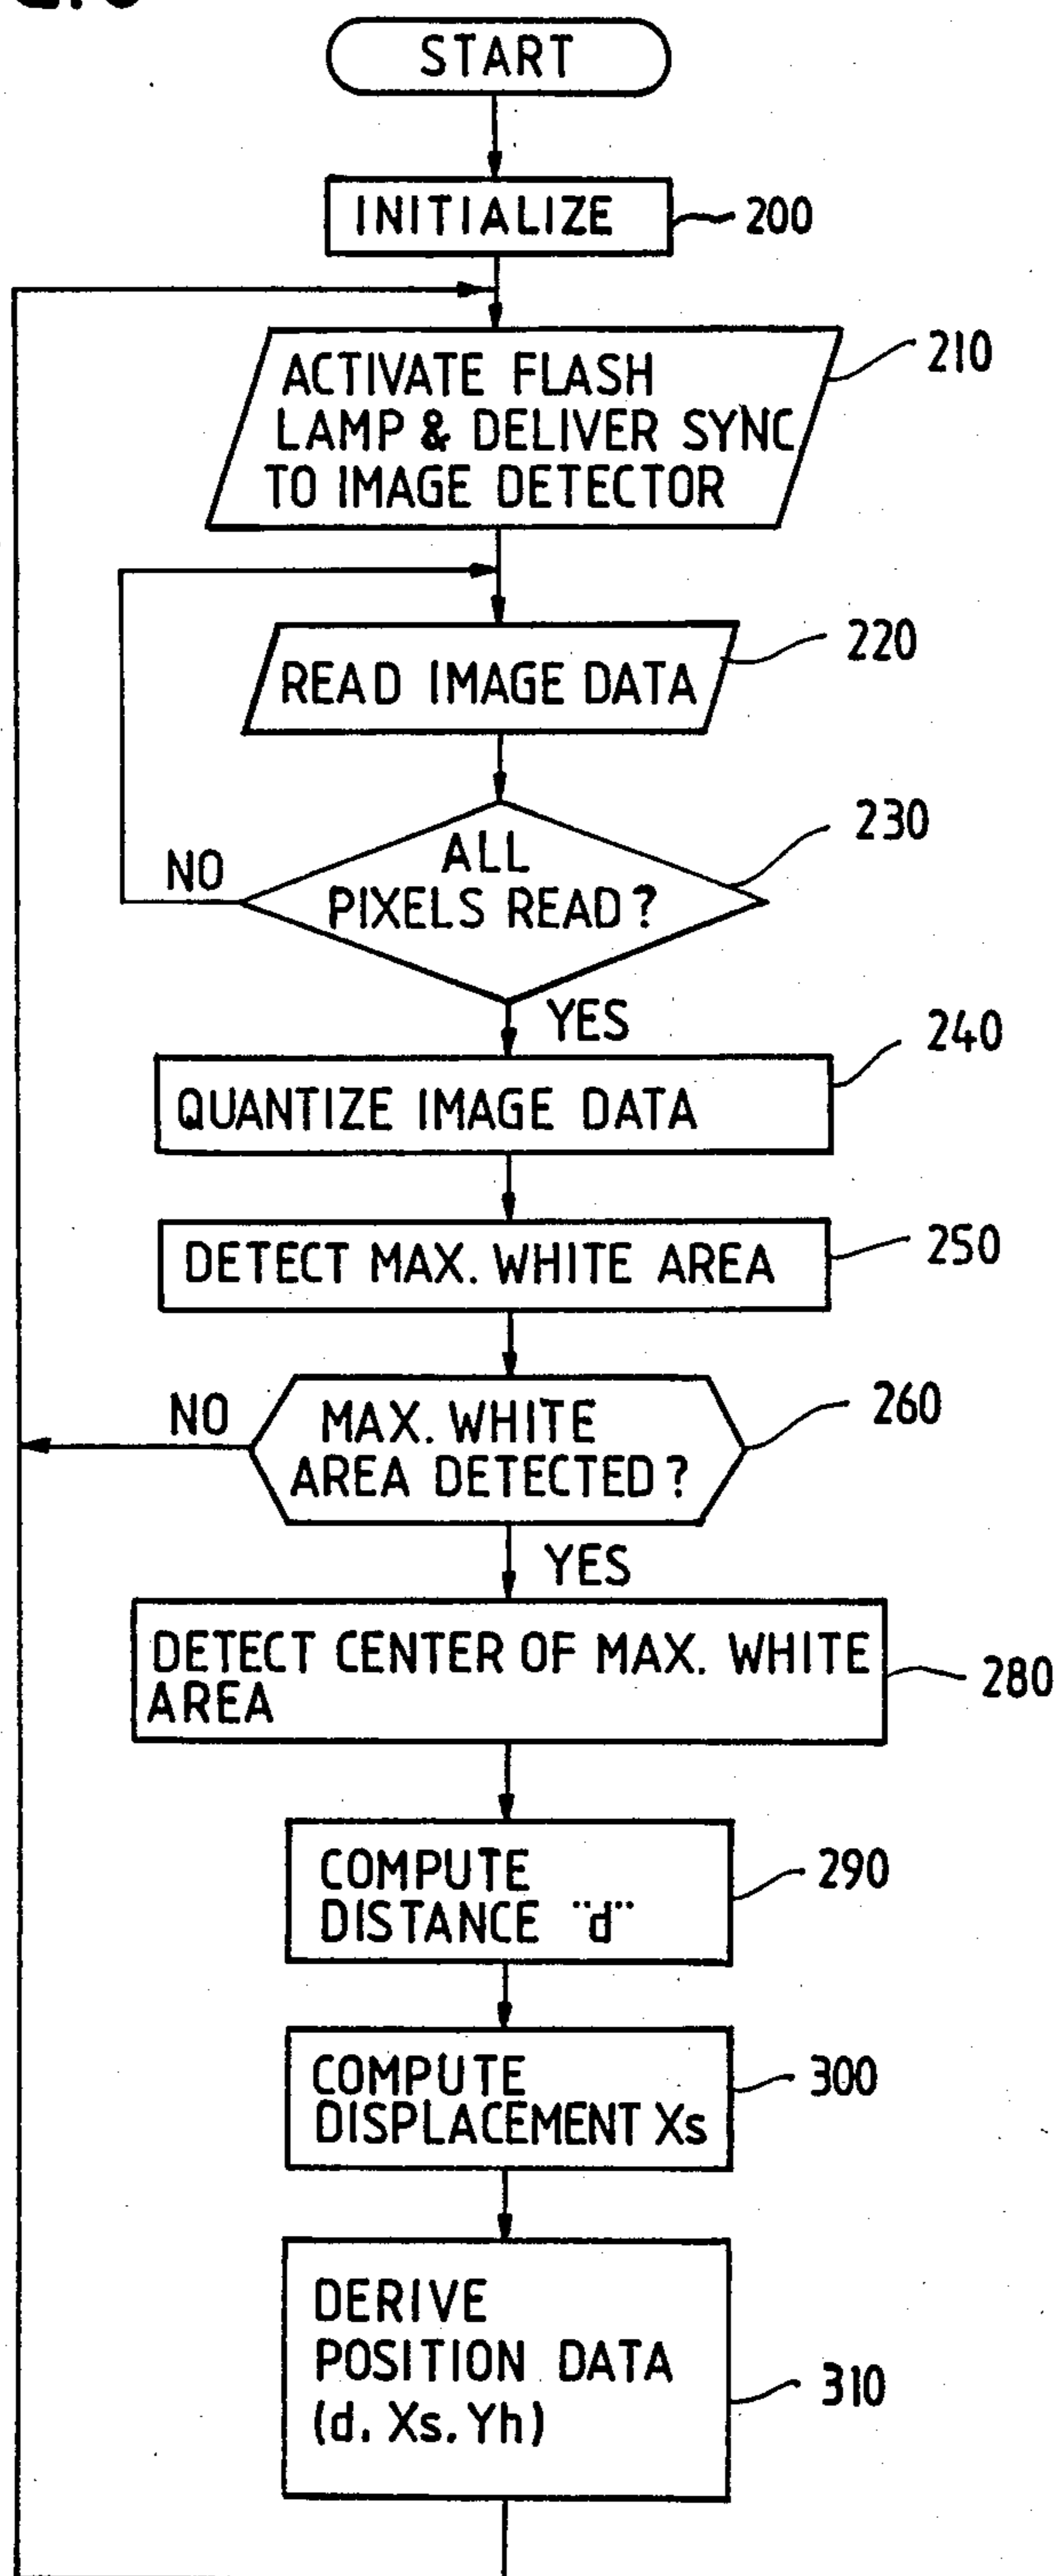 START
INITIALIZE
200
ACTIVATE FLASH
LAMP & DELIVER SYNC
TO IMAGE DETECTOR
210
READ IMAGE DATA
220
ALL
PIXELS READ?
230
NO
YES
QUANTIZE IMAGE DATA
240
DETECT MAX. WHITE AREA
250
MAX. WHITE
AREA DETECTED?
260
NO
YES
DETECT CENTER OF MAX. WHITE
AREA
280
COMPUTE
DISTANCE "d"
290
COMPUTE
DISPLACEMENT Xs
300
DERIVE
POSITION DATA
(d. Xs. Yh)
310